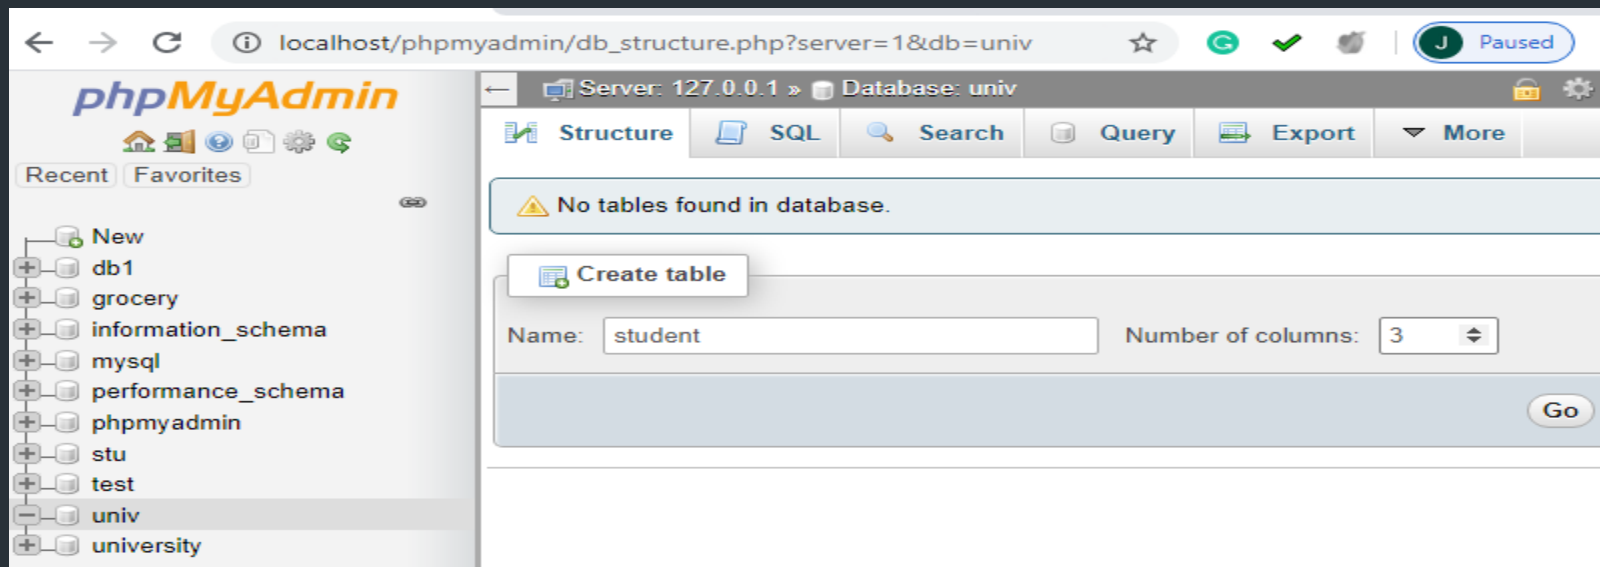 localhost/phpmyadmin/db_structure.php?server=1&db=univ
J Paused
phpMyAdmin
Recent Favorites
New
db1
grocery
information_schema
mysql
performance_schema
phpmyadmin
stu
test
univ
university
Server: 127.0.0.1 » Database: univ
Structure SQL Search Query Export More
No tables found in database.
Create table
Name: student Number of columns: 3
Go